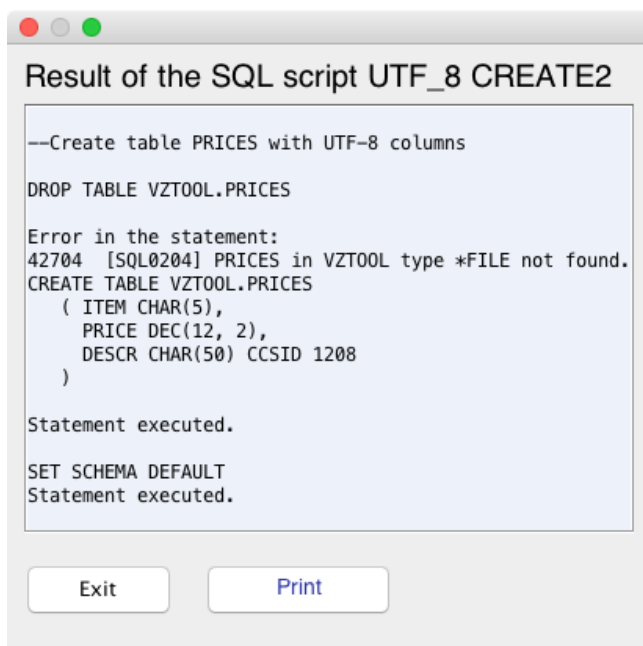 Result of the SQL script UTF_8 CREATE2
--Create table PRICES with UTF-8 columns
DROP TABLE VZTOOL.PRICES
Error in the statement:
42704  [SQL0204] PRICES in VZTOOL type *FILE not found.
CREATE TABLE VZTOOL.PRICES
( ITEM CHAR(5),
PRICE DEC(12, 2),
DESCR CHAR(50) CCSID 1208
)
Statement executed.
SET SCHEMA DEFAULT
Statement executed.
Exit
Print